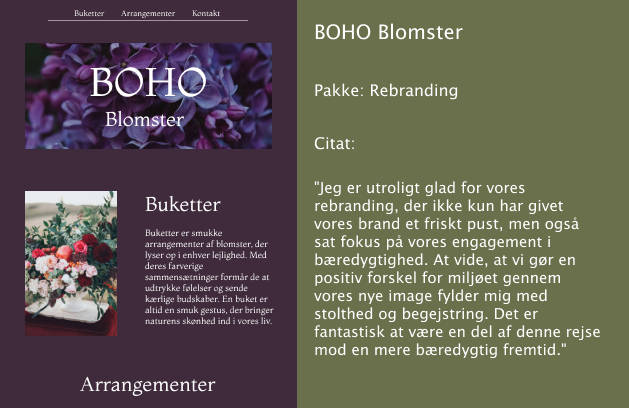 Buketter Arrangementer Kontakt
BOHO
Blomster
Buketter
Buketter er smukke
arrangementer af blomster, der
lyser op i enhver lejlighed. Med
deres farverige
sammensætninger formår de at
udtrykke følelser og sende
kærlige budskaber. En buket er
altid en smuk gestus, der bringer
naturens skønhed ind i vores liv.
Arrangementer
BOHO Blomster
Pakke: Rebranding
Citat:
"Jeg er utroligt glad for vores
rebranding, der ikke kun har givet
vores brand et friskt pust, men også
sat fokus på vores engagement i
bæredygtighed. At vide, at vi gør en
positiv forskel for miljøet gennem
vores nye image fylder mig med
stolthed og begejstring. Det er
fantastisk at være en del af denne rejse
mod en mere bæredygtig fremtid."